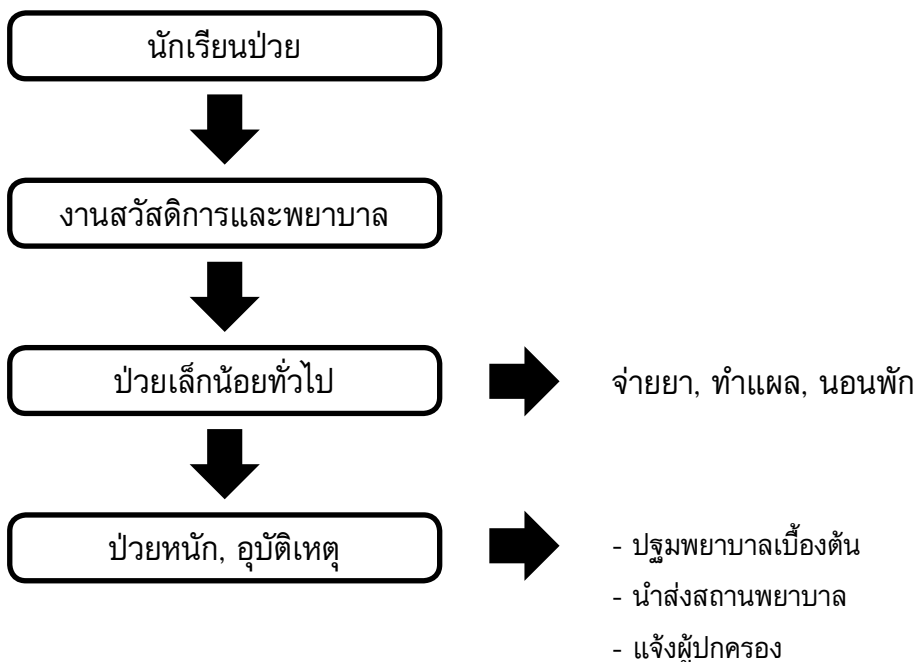 นักเรียนป่วย
งานสวัสดิการและพยาบาล
ป่วยเล็กน้อยทั่วไป
จ่ายยา, ทำแผล, นอนพัก
ป่วยหนัก, อุบัติเหตุ
- ปฐมพยาบาลเบื้องต้น
- นำส่งสถานพยาบาล
- แจ้งผู้ปกครอง